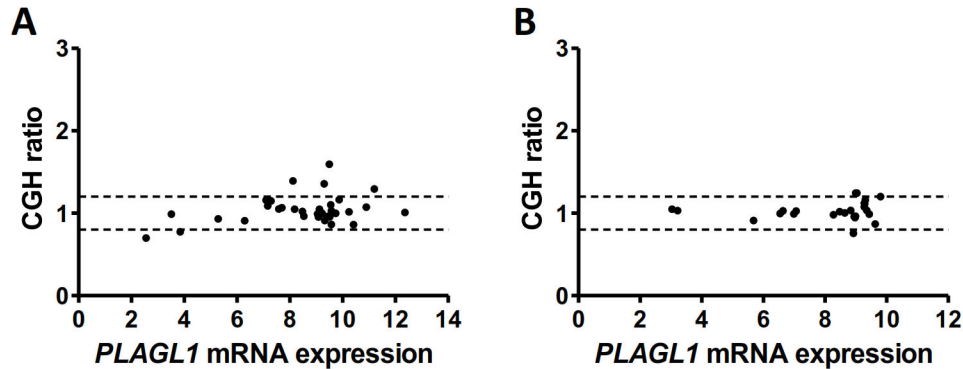 A
B
3
2
1
0
CGH ratio
0 2 4 6 8 10 12 14
PLAGL1 mRNA expression
3
2
1
0
CGH ratio
0 2 4 6 8 10 12
PLAGL1 mRNA expression